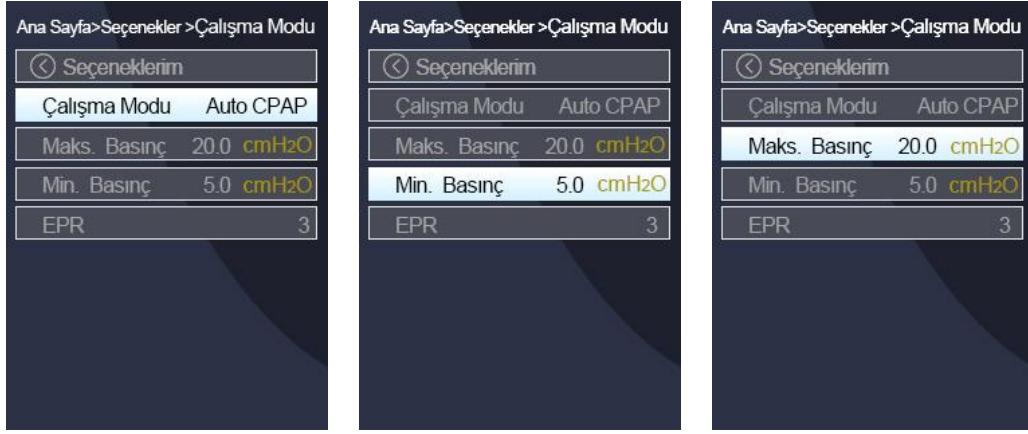 Ana Sayfa>Seçenekler >Çalışma Modu
Seçeneklerim
Çalışma Modu Auto CPAP
Maks. Basınç 20.0 cmH2O
Min. Basınç 5.0 cmH2O
EPR 3
Ana Sayfa>Seçenekler >Çalışma Modu
Seçeneklerim
Çalışma Modu Auto CPAP
Maks. Basınç 20.0 cmH2O
Min. Basınç 5.0 cmH2O
EPR 3
Ana Sayfa>Seçenekler >Çalışma Modu
Seçeneklerim
Çalışma Modu Auto CPAP
Maks. Basınç 20.0 cmH2O
Min. Basınç 5.0 cmH2O
EPR 3